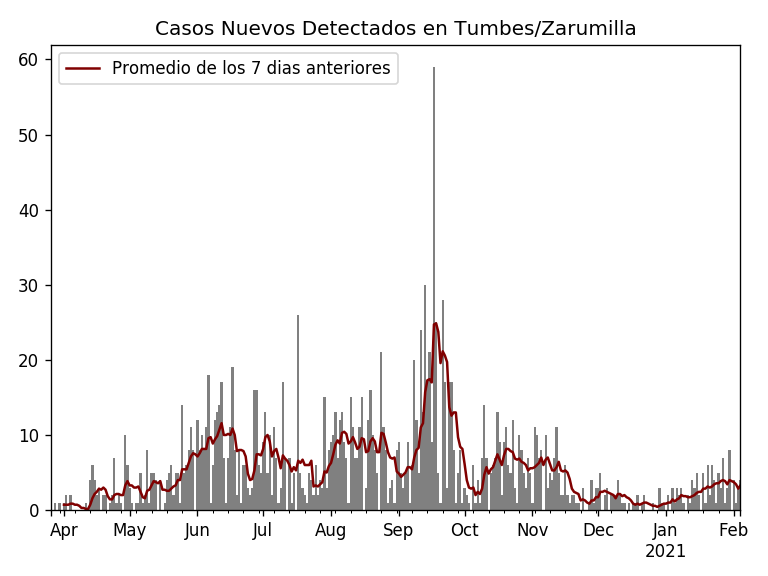 Casos Nuevos Detectados en Tumbes/Zarumilla
Promedio de los 7 dias anteriores
60
50
40
30
20
10
0
Apr May Jun Jul Aug Sep Oct Nov Dec Jan Feb
2021